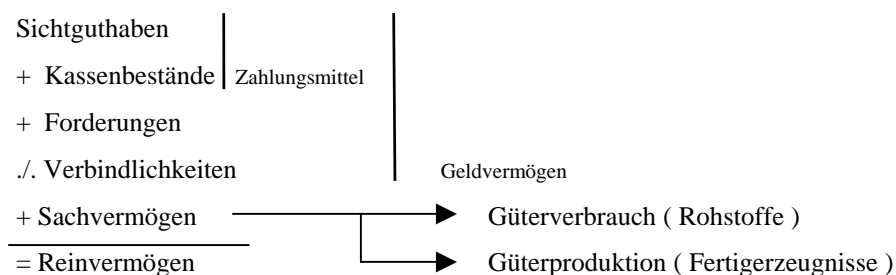 Sichtguthaben
+ Kassenbestände Zahlungsmittel
+ Forderungen
./. Verbindlichkeiten Geldvermögen
+ Sachvermögen Güterverbrauch ( Rohstoffe )
= Reinvermögen Güterproduktion ( Fertigerzeugnisse )